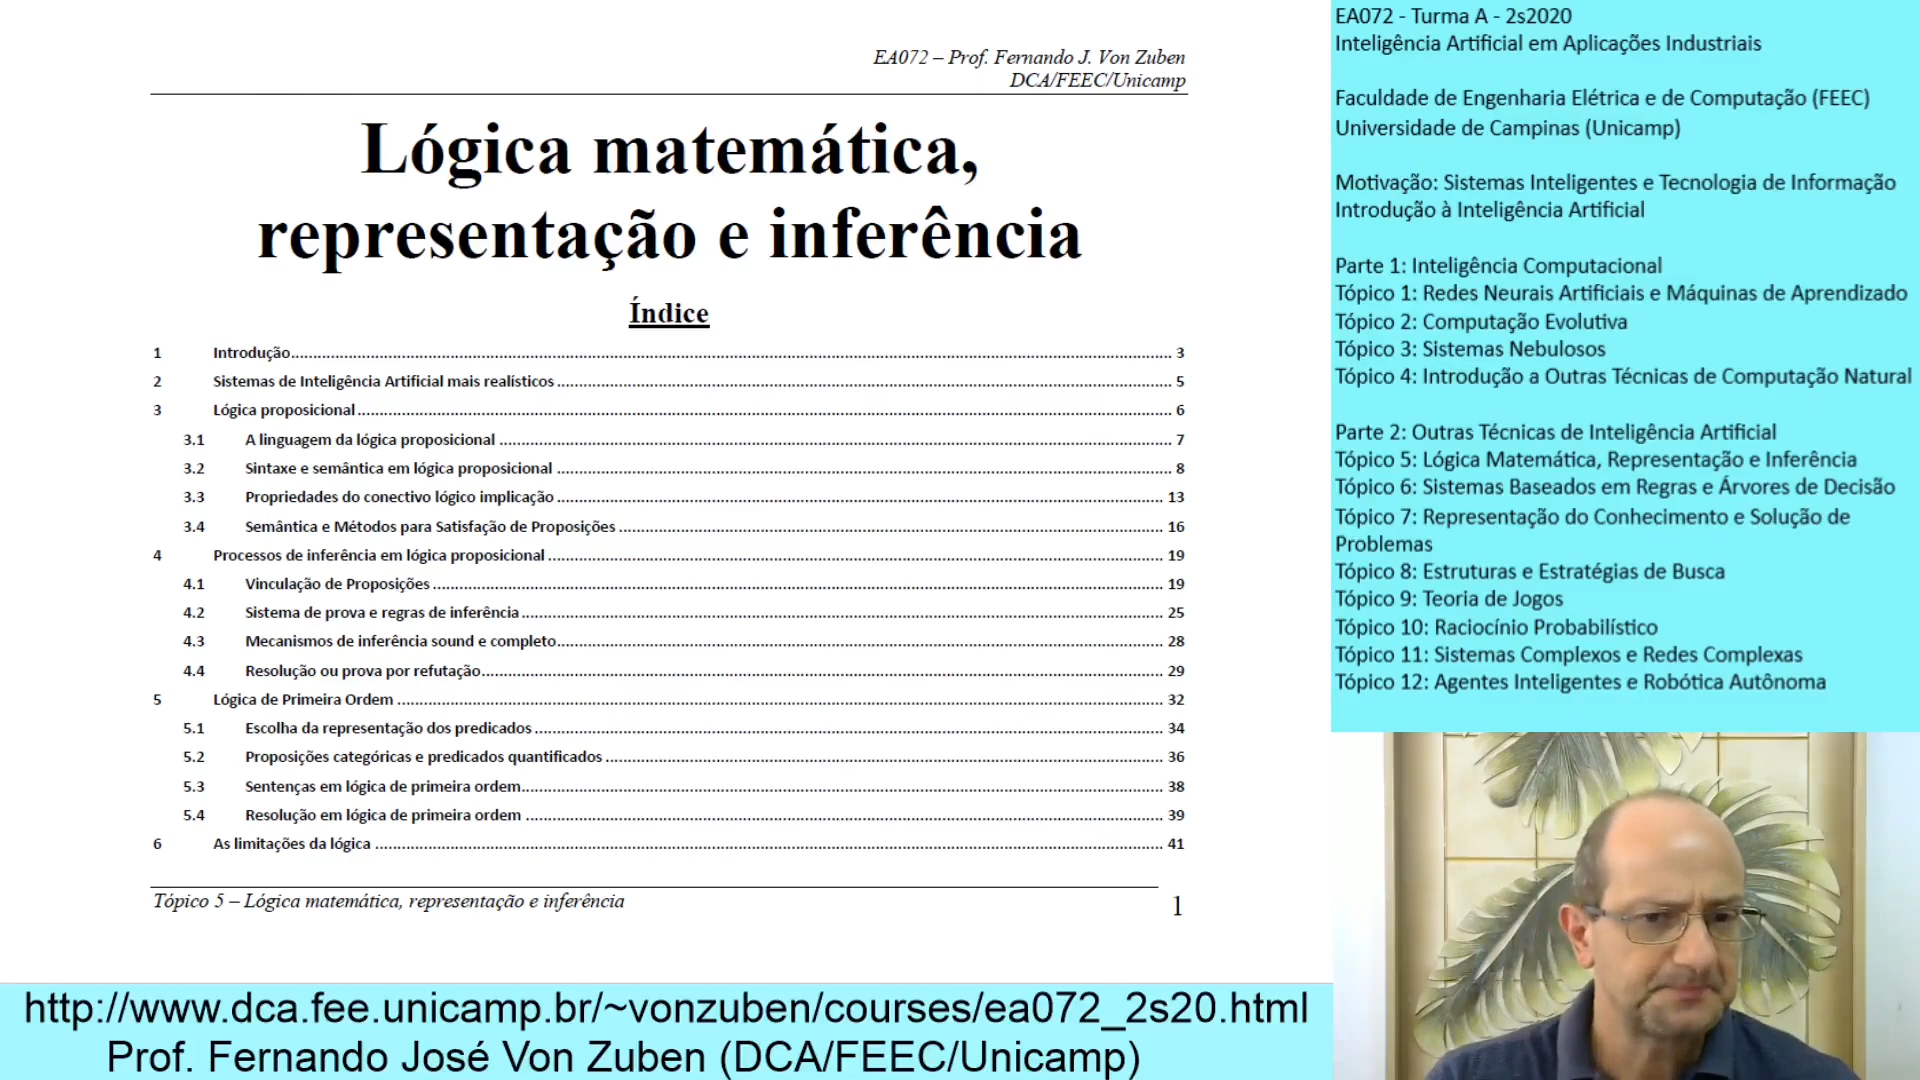 EA072 – Prof. Fernando J. Von Zuben
DCA/FEEC/Unicamp
Lógica matemática,
representação e inferência
Índice
1 Introdução 3
2 Sistemas de Inteligência Artificial mais realísticos 5
3 Lógica proposicional 6
3.1 A linguagem da lógica proposicional 7
3.2 Sintaxe e semântica em lógica proposicional 8
3.3 Propriedades do conectivo lógico implicação 13
3.4 Semântica e Métodos para Satisfação de Proposições 16
4 Processos de inferência em lógica proposicional 19
4.1 Vinculação de Proposições 19
4.2 Sistema de prova e regras de inferência 25
4.3 Mecanismos de inferência sound e completo 28
4.4 Resolução ou prova por refutação 29
5 Lógica de Primeira Ordem 32
5.1 Escolha da representação dos predicados 34
5.2 Proposições categóricas e predicados quantificados 36
5.3 Sentenças em lógica de primeira ordem 38
5.4 Resolução em lógica de primeira ordem 39
6 As limitações da lógica 41
Tópico 5 – Lógica matemática, representação e inferência 1
http://www.dca.fee.unicamp.br/~vonzuben/courses/ea072_2s20.html
Prof. Fernando José Von Zuben (DCA/FEEC/Unicamp)
EA072 - Turma A - 2s2020
Inteligência Artificial em Aplicações Industriais
Faculdade de Engenharia Elétrica e de Computação (FEEC)
Universidade de Campinas (Unicamp)
Motivação: Sistemas Inteligentes e Tecnologia de Informação
Introdução à Inteligência Artificial
Parte 1: Inteligência Computacional
Tópico 1: Redes Neurais Artificiais e Máquinas de Aprendizado
Tópico 2: Computação Evolutiva
Tópico 3: Sistemas Nebulosos
Tópico 4: Introdução a Outras Técnicas de Computação Natural
Parte 2: Outras Técnicas de Inteligência Artificial
Tópico 5: Lógica Matemática, Representação e Inferência
Tópico 6: Sistemas Baseados em Regras e Árvores de Decisão
Tópico 7: Representação do Conhecimento e Solução de
Problemas
Tópico 8: Estruturas e Estratégias de Busca
Tópico 9: Teoria de Jogos
Tópico 10: Raciocínio Probabilístico
Tópico 11: Sistemas Complexos e Redes Complexas
Tópico 12: Agentes Inteligentes e Robótica Autônoma